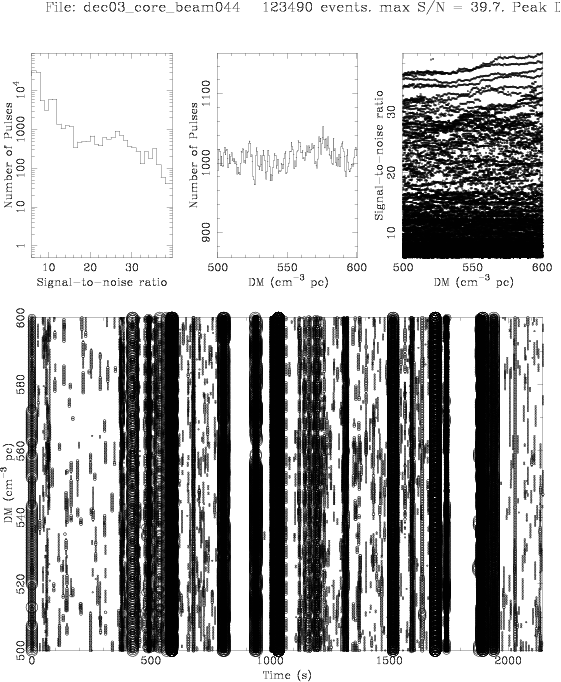 File: dec03_core_beam044 123490 events. max S/N = 39.7. Peak D
Number of Pulses
10⁴
1000
100
10
1
10 20 30
Signal-to-noise ratio
Number of Pulses
1100
1000
900
500 550 600
DM (cm⁻³ pc)
Signal-to-noise ratio
30
20
10
500 550 600
DM (cm⁻³ pc)
DM (cm⁻³ pc)
600
580
560
540
520
500
0 500 1000 1500 2000
Time (s)